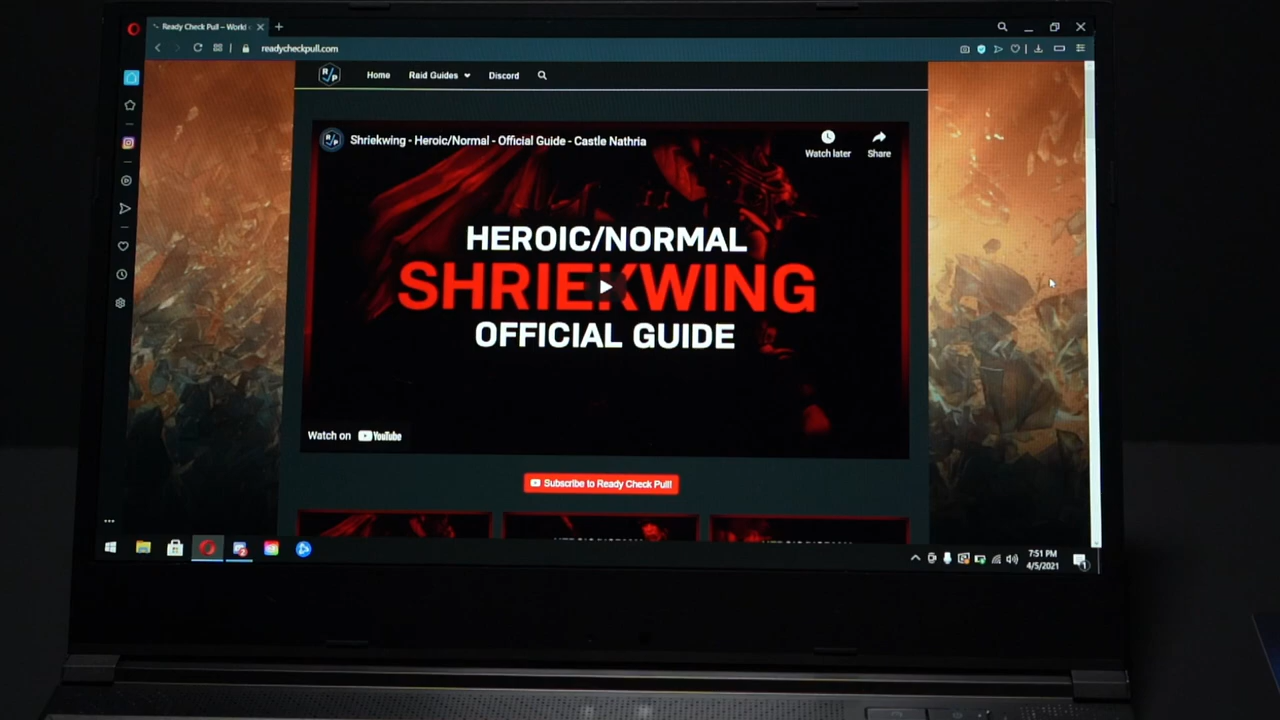 Ready Check Pull – World
readycheckpull.com
Home
Raid Guides
Discord
Shriekwing - Heroic/Normal - Official Guide - Castle Nathria
Watch later
Share
HEROIC/NORMAL
SHRIEKWING
OFFICIAL GUIDE
Watch on YouTube
Subscribe to Ready Check Pull!
7:51 PM
4/5/2021